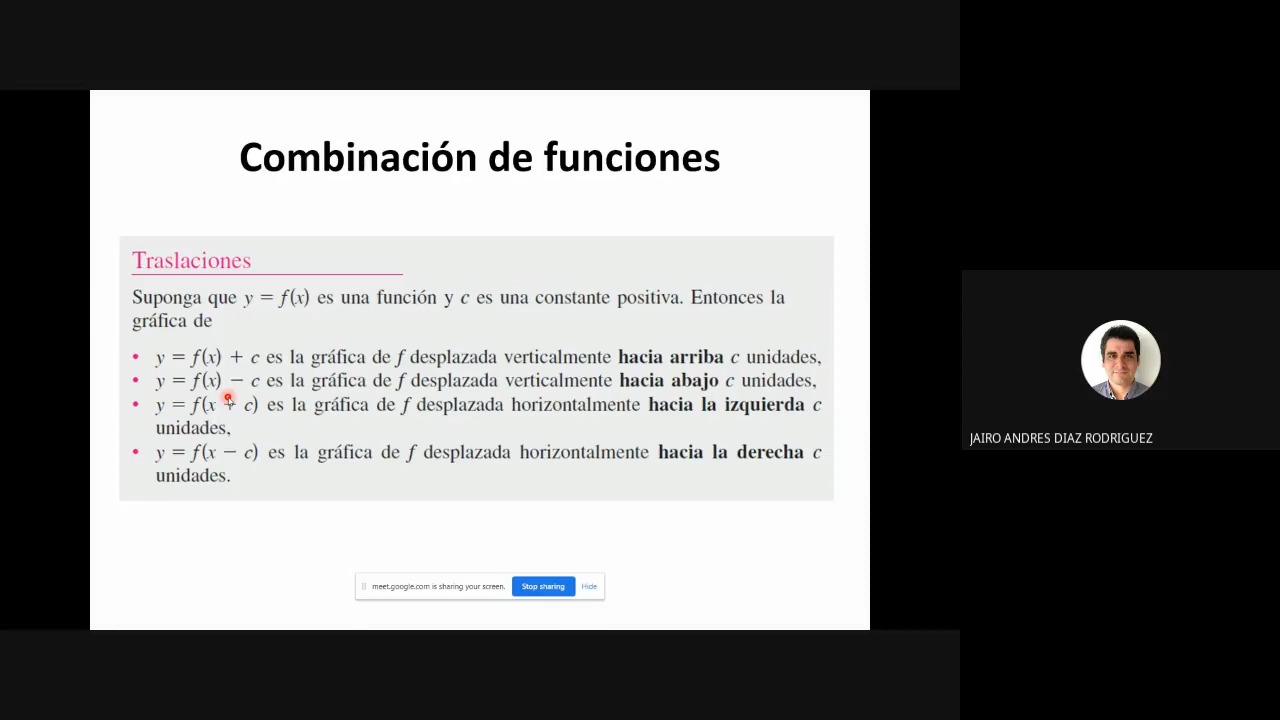 Combinación de funciones
Traslaciones
Suponga que y = f(x) es una función y c es una constante positiva. Entonces la
gráfica de
• y = f(x) + c es la gráfica de f desplazada verticalmente hacia arriba c unidades,
• y = f(x) − c es la gráfica de f desplazada verticalmente hacia abajo c unidades,
• y = f(x + c) es la gráfica de f desplazada horizontalmente hacia la izquierda c
unidades,
• y = f(x − c) es la gráfica de f desplazada horizontalmente hacia la derecha c
unidades.
meet.google.com is sharing your screen. Stop sharing Hide
JAIRO ANDRES DIAZ RODRIGUEZ